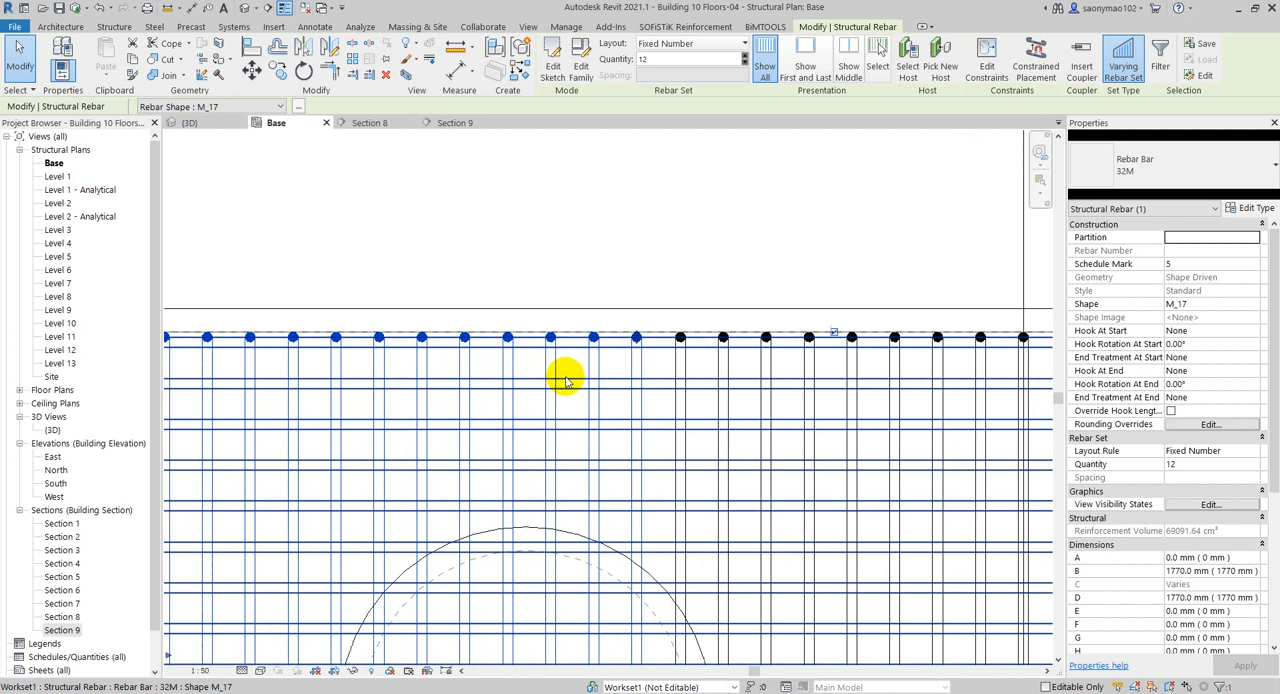 Autodesk Revit 2021.1 - Building 10 Floors-04 - Structural Plan: Base
saonymao102
File Architecture Structure Steel Precast Systems Insert Annotate Analyze Massing & Site Collaborate View Manage Add-Ins SOFiSTiK Reinforcement BiMTOOLS Modify | Structural Rebar
Modify Paste Cope Cut Join Edit Sketch Edit Family Layout: Fixed Number Quantity: 12 Spacing: Show All Show First and Last Show Middle Select Select Host Pick New Host Edit Constraints Constrained Placement Insert Coupler Varying Rebar Set Filter Save Load Edit
Select Properties Clipboard Geometry Modify View Measure Create Mode Rebar Set Presentation Host Constraints Coupler Set Type Selection
Modify | Structural Rebar Rebar Shape : M_17 ...
Project Browser - Building 10 Floors...
{3D} Base Section 8 Section 9
Properties
Views (all)
Structural Plans
Base
Level 1
Level 1 - Analytical
Level 2
Level 2 - Analytical
Level 3
Level 4
Level 5
Level 6
Level 7
Level 8
Level 9
Level 10
Level 11
Level 12
Level 13
Site
Floor Plans
Ceiling Plans
3D Views
{3D}
Elevations (Building Elevation)
East
North
South
West
Sections (Building Section)
Section 1
Section 2
Section 3
Section 4
Section 5
Section 6
Section 7
Section 8
Section 9
Legends
Schedules/Quantities (all)
Sheets (all)
Rebar Bar
32M
Structural Rebar (1) Edit Type
Construction
Partition
Rebar Number
Schedule Mark 5
Geometry Shape Driven
Style Standard
Shape M_17
Shape Image <None>
Hook At Start None
Hook Rotation At Start 0.00°
End Treatment At Start None
Hook At End None
Hook Rotation At End 0.00°
End Treatment At End None
Override Hook Lengt...
Rounding Overrides Edit...
Rebar Set
Layout Rule Fixed Number
Quantity 12
Spacing
Graphics
View Visibility States Edit...
Structural
Reinforcement Volume 69091.64 cm³
Dimensions
A 0.0 mm ( 0 mm )
B 1770.0 mm ( 1770 mm )
C Varies
D 1770.0 mm ( 1770 mm )
E 0.0 mm ( 0 mm )
F 0.0 mm ( 0 mm )
G 0.0 mm ( 0 mm )
H 0.0 mm ( 0 mm )
Properties help Apply
1 : 50
Workset1 : Structural Rebar : Rebar Bar : 32M : Shape M_17 Workset1 (Not Editable) :0 Main Model Editable Only :1